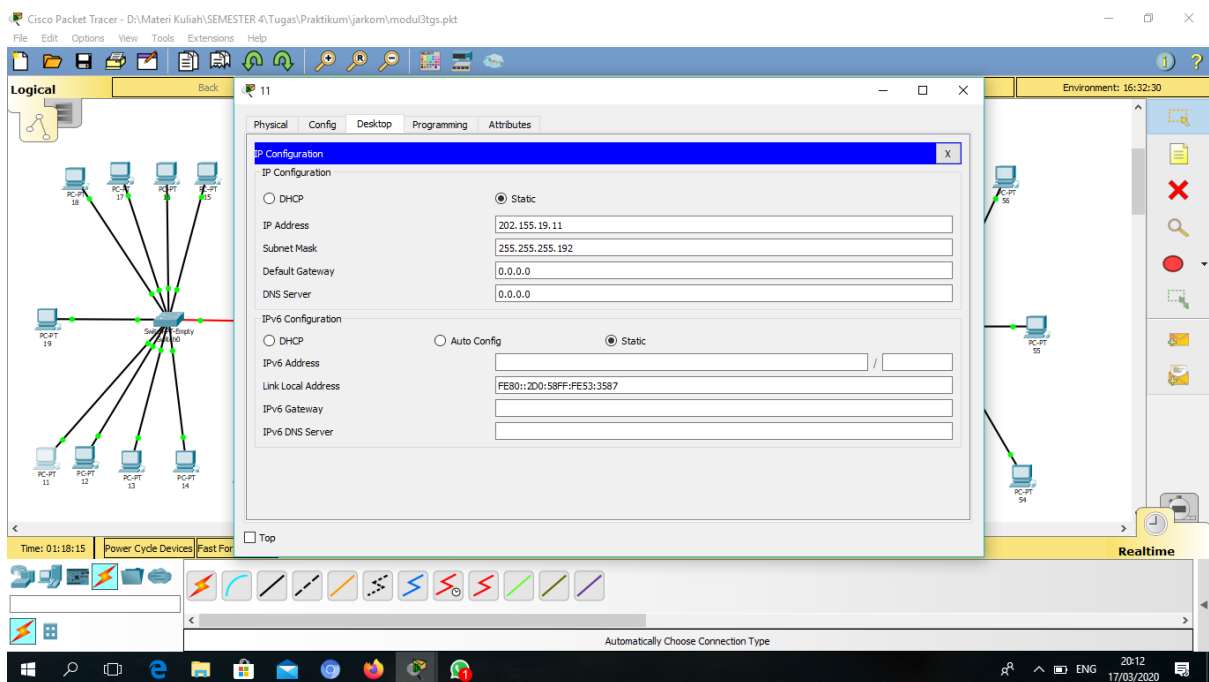 Cisco Packet Tracer - D:\Materi Kuliah\SEMESTER 4\Tugas\Praktikum\jarkom\modul3tgs.pkt
File Edit Options View Tools Extensions Help
Logical
Back
Environment: 16:32:30
11
Physical Config Desktop Programming Attributes
IP Configuration
X
IP Configuration
DHCP
Static
IP Address
202.155.19.11
Subnet Mask
255.255.255.192
Default Gateway
0.0.0.0
DNS Server
0.0.0.0
IPv6 Configuration
DHCP
Auto Config
Static
IPv6 Address
/
Link Local Address
FE80::2D0:58FF:FE53:3587
IPv6 Gateway
IPv6 DNS Server
Top
PC-PT
18
PC-PT
17
PC-PT
PC-PT
15
PC-PT
19
PC-PT
11
PC-PT
12
PC-PT
13
PC-PT
14
PC-PT
56
PC-PT
55
PC-PT
54
Time: 01:18:15
Power Cycle Devices
Fast For
Realtime
Automatically Choose Connection Type
ENG
20:12
17/03/2020